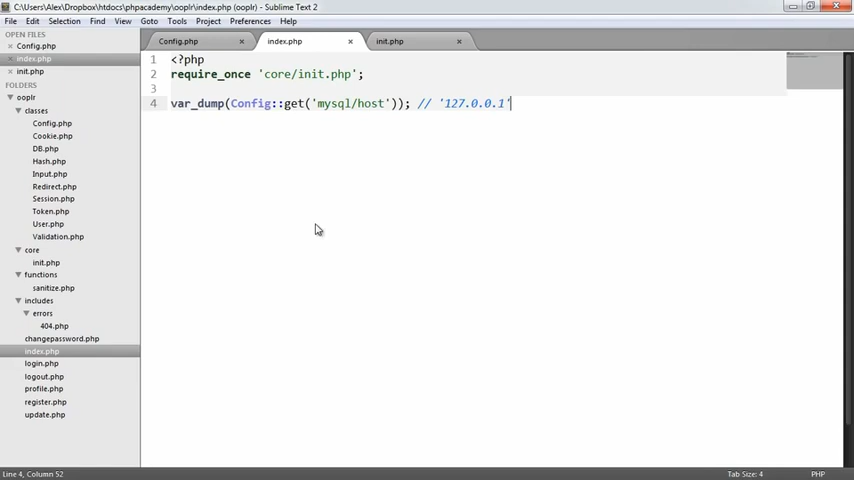 C:\Users\Alex\Dropbox\htdocs\phpacademy\ooplr\index.php (ooplr) - Sublime Text 2
File Edit Selection Find View Goto Tools Project Preferences Help
OPEN FILES
Config.php
index.php
init.php
FOLDERS
ooplr
classes
Config.php
Cookie.php
DB.php
Hash.php
Input.php
Redirect.php
Session.php
Token.php
User.php
Validation.php
core
init.php
functions
sanitize.php
includes
errors
404.php
changepassword.php
index.php
login.php
logout.php
profile.php
register.php
update.php
Config.php index.php init.php
1 <?php
2 require_once 'core/init.php';
3
4 var_dump(Config::get('mysql/host')); // '127.0.0.1'
Line 4, Column 52 Tab Size: 4 PHP